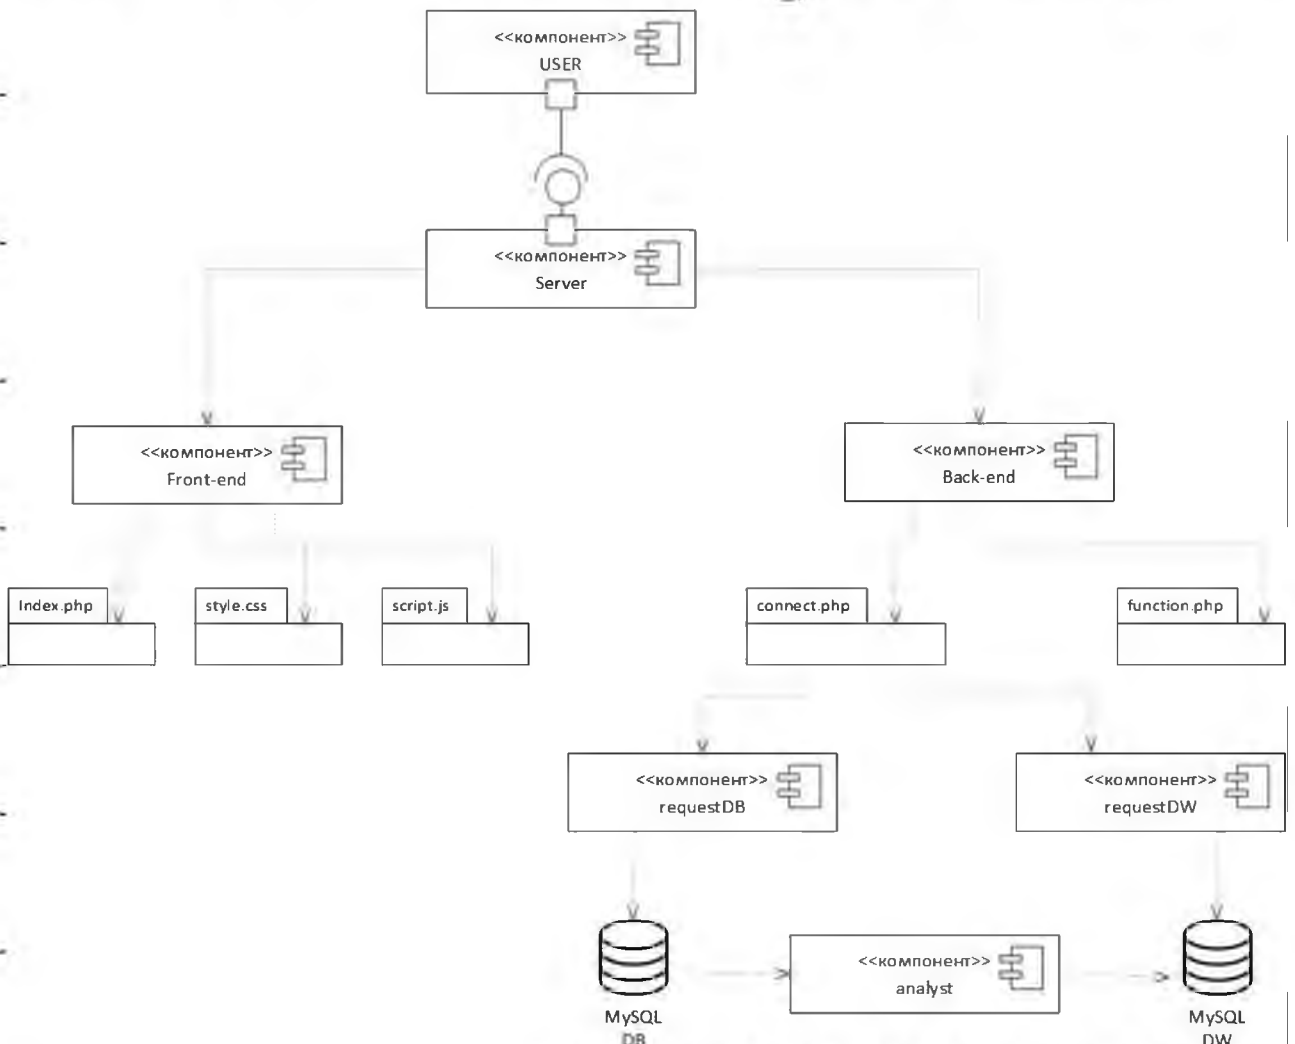 <<компонент>>
USER
<<компонент>>
Server
<<компонент>>
Front-end
<<компонент>>
Back-end
Index.php
style.css
script.js
connect.php
function.php
<<компонент>>
requestDB
<<компонент>>
requestDW
<<компонент>>
analyst
MySQL
DB
MySQL
DW